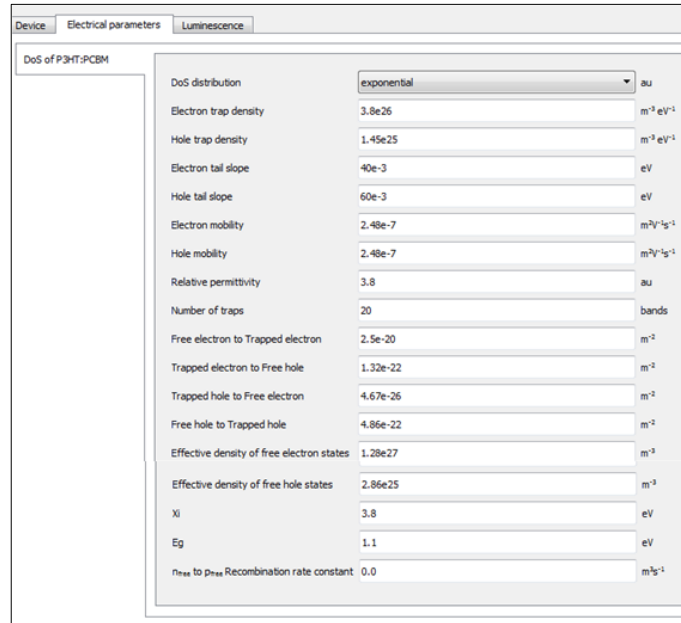 Device Electrical parameters Luminescence
DoS of P3HT:PCBM
DoS distribution exponential au
Electron trap density 3.8e26 m⁻³ eV⁻¹
Hole trap density 1.45e25 m⁻³ eV⁻¹
Electron tail slope 40e-3 eV
Hole tail slope 60e-3 eV
Electron mobility 2.48e-7 m²V⁻¹s⁻¹
Hole mobility 2.48e-7 m²V⁻¹s⁻¹
Relative permittivity 3.8 au
Number of traps 20 bands
Free electron to Trapped electron 2.5e-20 m⁻²
Trapped electron to Free hole 1.32e-22 m⁻²
Trapped hole to Free electron 4.67e-26 m⁻²
Free hole to Trapped hole 4.86e-22 m⁻²
Effective density of free electron states 1.28e27 m⁻³
Effective density of free hole states 2.86e25 m⁻³
Xi 3.8 eV
Eg 1.1 eV
n_free to p_free Recombination rate constant 0.0 m³s⁻¹